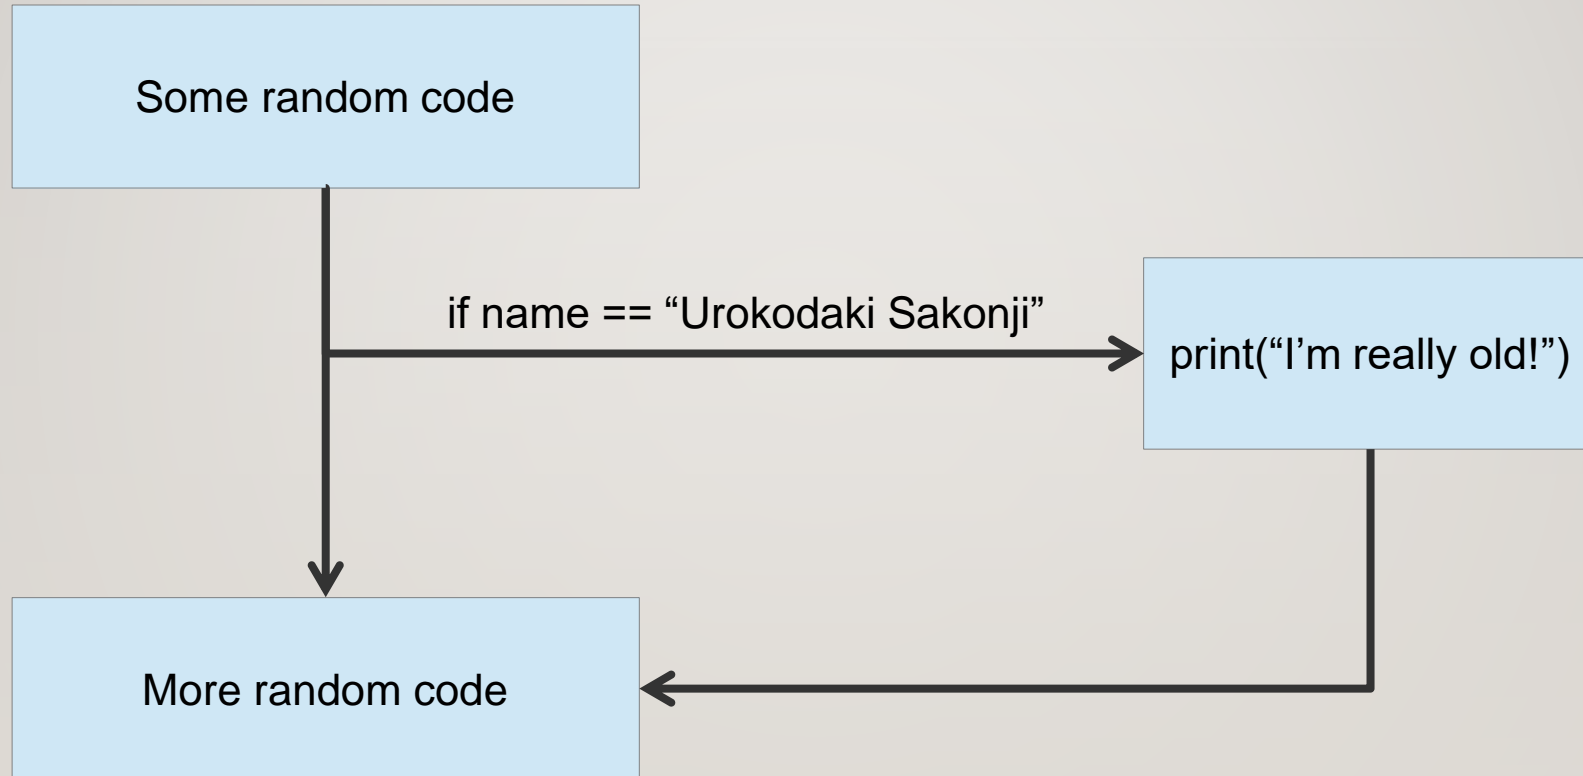 Some random code
if name == “Urokodaki Sakonji”
print(“I’m really old!”)
More random code